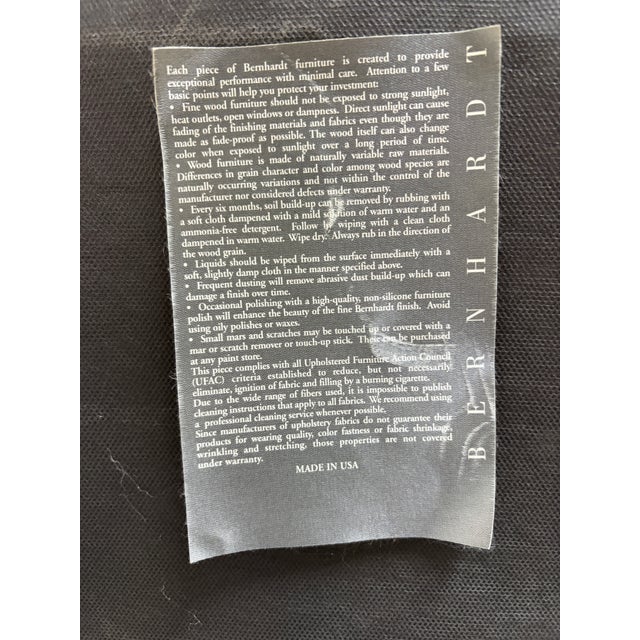 Each piece of Bernhardt furniture is created to provide
exceptional performance with minimal care. Attention to a few
basic points will help you protect your investment:
• Fine wood furniture should not be exposed to strong sunlight,
heat outlets, open windows or dampness. Direct sunlight can cause
fading of the finishing materials and fabrics even though they are
made as fade-proof as possible. The wood itself can also change
color when exposed to sunlight over a long period of time.
• Wood furniture is made of naturally variable raw materials.
Differences in grain character and color among wood species are
naturally occurring variations and not within the control of the
manufacturer nor considered defects under warranty.
• Every six months, soil build-up can be removed by rubbing with
a soft cloth dampened with a mild solution of warm water and an
ammonia-free detergent. Follow by wiping with a clean cloth
dampened in warm water. Wipe dry. Always rub in the direction of
the wood grain.
• Liquids should be wiped from the surface immediately with a
soft, slightly damp cloth in the manner specified above.
• Frequent dusting will remove abrasive dust build-up which can
damage a finish over time.
• Occasional polishing with a high-quality, non-silicone furniture
polish will enhance the beauty of the fine Bernhardt finish. Avoid
using oily polishes or waxes.
• Small mars and scratches may be touched up or covered with a
mar or scratch remover or touch-up stick. These can be purchased
at any paint store.
This piece complies with all Upholstered Furniture Action Council
(UFAC) criteria established to reduce, but not necessarily
eliminate, ignition of fabric and filling by a burning cigarette.
Due to the wide range of fibers used, it is impossible to publish
cleaning instructions that apply to all fabrics. We recommend using
a professional cleaning service whenever possible.
Since manufacturers of upholstery fabrics do not guarantee their
products for wearing quality, color fastness or fabric shrinkage,
wrinkling and stretching, those properties are not covered
under warranty.
MADE IN USA
BERNHARDT